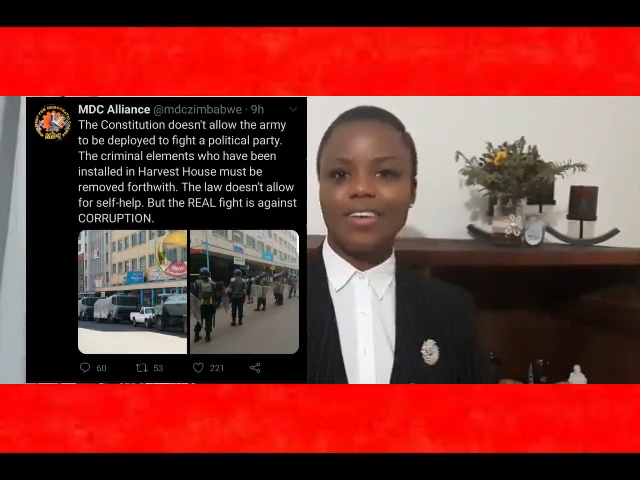 MDC Alliance @mdczimbabwe · 9h
The Constitution doesn't allow the army
to be deployed to fight a political party.
The criminal elements who have been
installed in Harvest House must be
removed forthwith. The law doesn't allow
for self-help. But the REAL fight is against
CORRUPTION.
60 53 221